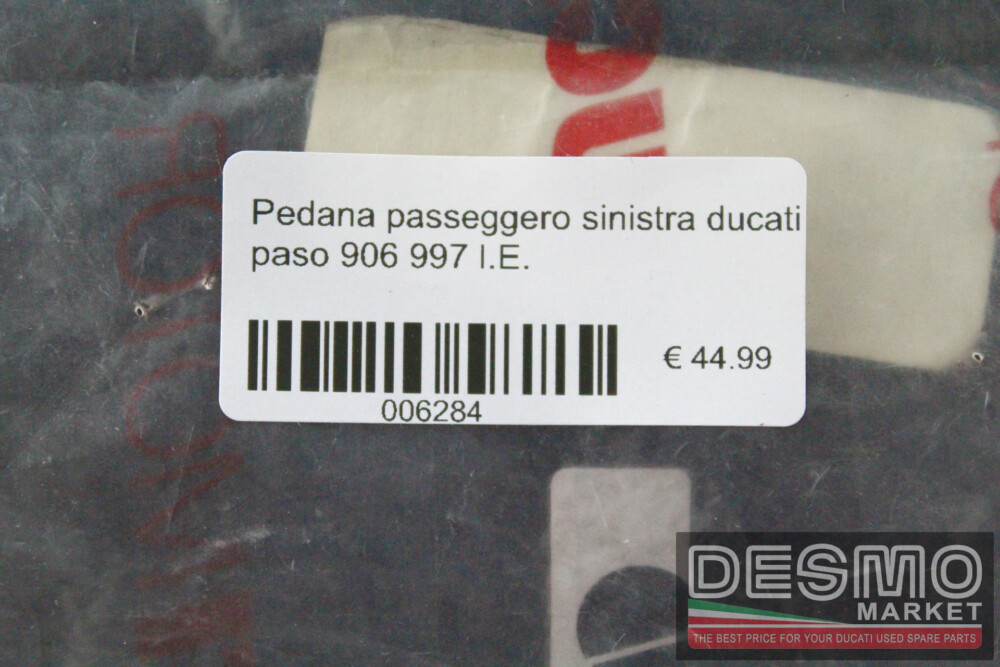 Pedana passeggero sinistra ducati
paso 906 997 I.E.
€ 44.99
006284
DESMO
MARKET
THE BEST PRICE FOR YOUR DUCATI USED SPARE PARTS